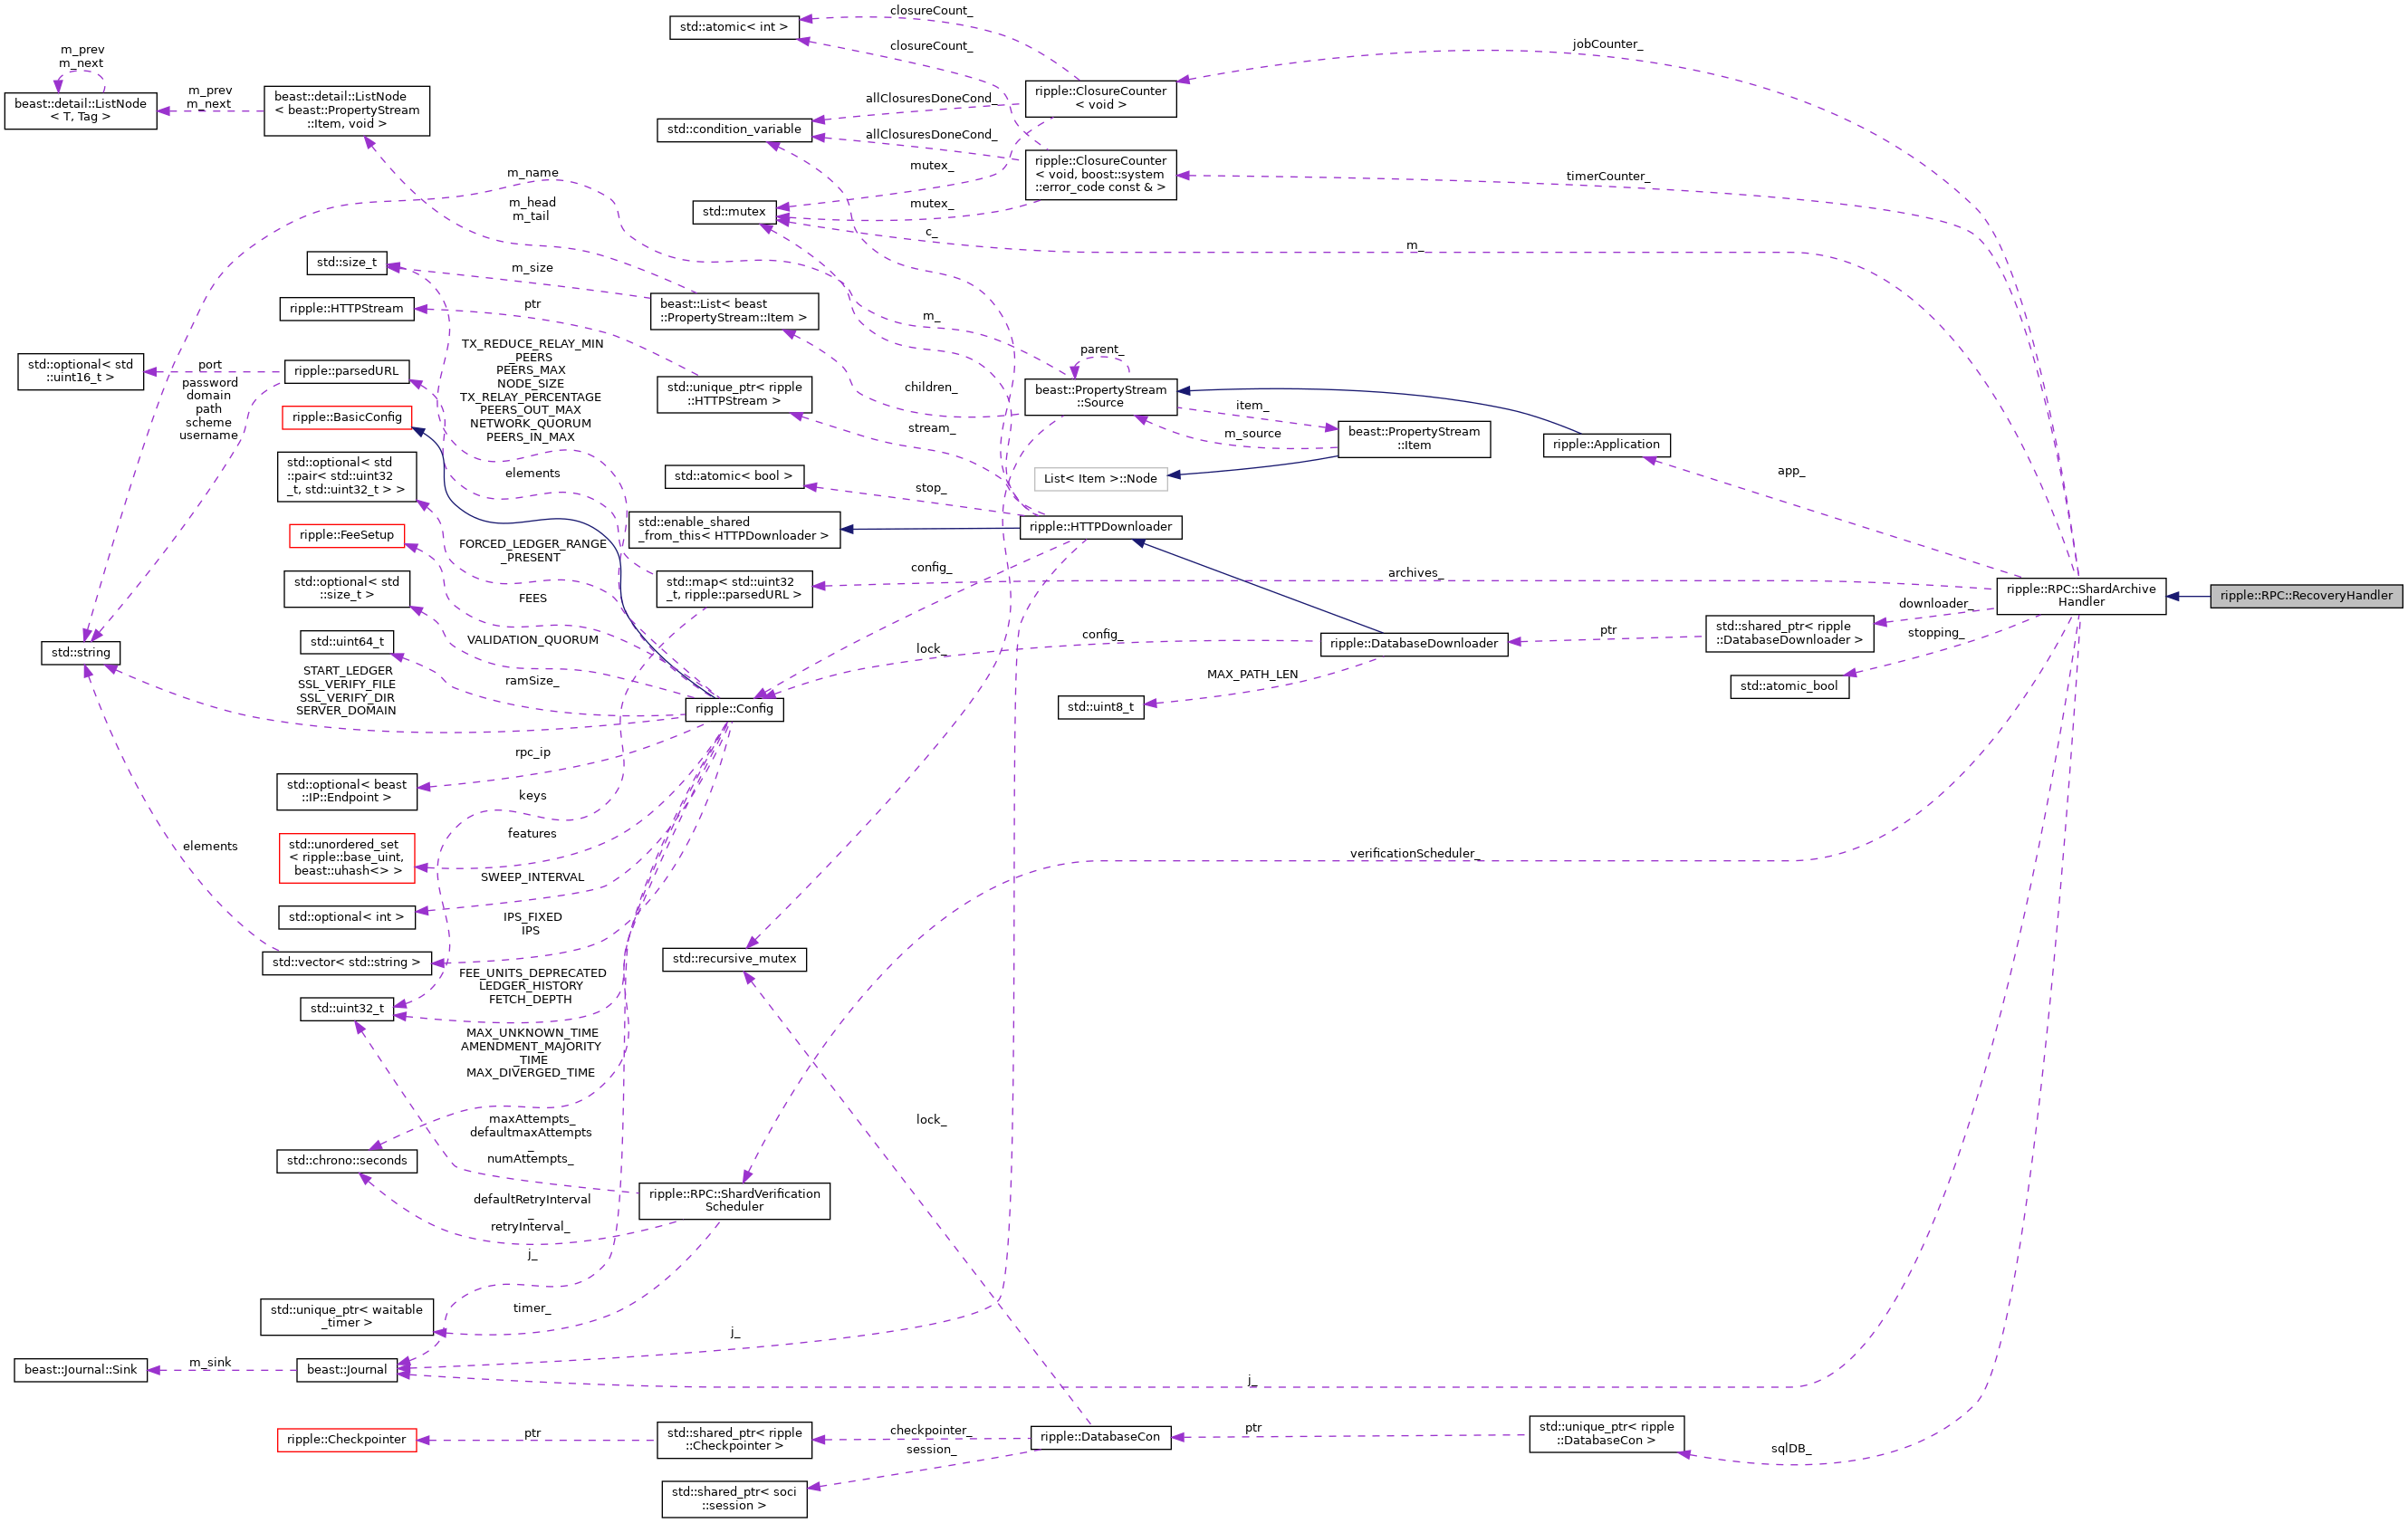 closureCount_
std::atomic< int >
closureCount_
jobCounter_
m_prev
m_next
beast::detail::ListNode
< T, Tag >
m_prev
m_next
beast::detail::ListNode
< beast::PropertyStream
::Item, void >
ripple::ClosureCounter
< void >
allClosuresDoneCond_
std::condition_variable
allClosuresDoneCond_
ripple::ClosureCounter
< void, boost::system
::error_code const & >
timerCounter_
mutex_
mutex_
std::mutex
m_name
m_head
m_tail
c_
m_
std::size_t
m_size
beast::List< beast
::PropertyStream::Item >
ripple::HTTPStream
ptr
m_
TX_REDUCE_RELAY_MIN
_PEERS
PEERS_MAX
NODE_SIZE
TX_RELAY_PERCENTAGE
PEERS_OUT_MAX
NETWORK_QUORUM
PEERS_IN_MAX
std::optional< std
::uint16_t >
port
ripple::parsedURL
password
domain
path
scheme
username
std::unique_ptr< ripple
::HTTPStream >
children_
parent_
beast::PropertyStream
::Source
item_
m_source
beast::PropertyStream
::Item
List< Item >::Node
ripple::Application
app_
ripple::BasicConfig
stream_
std::optional< std
::pair< std::uint32
_t, std::uint32_t > >
elements
std::atomic< bool >
stop_
std::enable_shared
_from_this< HTTPDownloader >
ripple::HTTPDownloader
ripple::FeeSetup
FORCED_LEDGER_RANGE
_PRESENT
std::optional< std
::size_t >
FEES
std::map< std::uint32
_t, ripple::parsedURL >
config_
archives_
ripple::RPC::ShardArchive
Handler
ripple::RPC::RecoveryHandler
downloader_
std::shared_ptr< ripple
::DatabaseDownloader >
stopping_
ptr
ripple::DatabaseDownloader
config_
lock_
MAX_PATH_LEN
std::atomic_bool
std::uint8_t
std::uint64_t
VALIDATION_QUORUM
std::string
START_LEDGER
SSL_VERIFY_FILE
SSL_VERIFY_DIR
SERVER_DOMAIN
ramSize_
ripple::Config
rpc_ip
std::optional< beast
::IP::Endpoint >
keys
features
std::unordered_set
< ripple::base_uint,
beast::uhash<> >
elements
verificationScheduler_
SWEEP_INTERVAL
std::optional< int >
IPS_FIXED
IPS
std::vector< std::string >
std::recursive_mutex
FEE_UNITS_DEPRECATED
LEDGER_HISTORY
FETCH_DEPTH
std::uint32_t
MAX_UNKNOWN_TIME
AMENDMENT_MAJORITY
_TIME
MAX_DIVERGED_TIME
lock_
maxAttempts_
defaultmaxAttempts
_
numAttempts_
std::chrono::seconds
ripple::RPC::ShardVerification
Scheduler
defaultRetryInterval
_
retryInterval_
j_
timer_
std::unique_ptr< waitable
_timer >
j_
beast::Journal::Sink
m_sink
beast::Journal
j_
ripple::Checkpointer
ptr
std::shared_ptr< ripple
::Checkpointer >
checkpointer_
session_
ripple::DatabaseCon
ptr
std::unique_ptr< ripple
::DatabaseCon >
sqlDB_
std::shared_ptr< soci
::session >